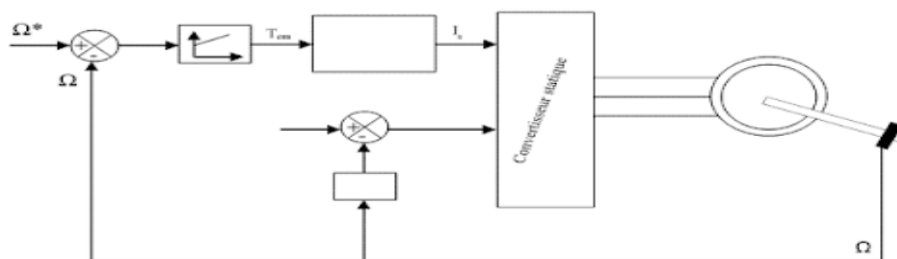 Ω*
+
-
Ω
Tem
Is
+
-
Convertisseur statique
Ω